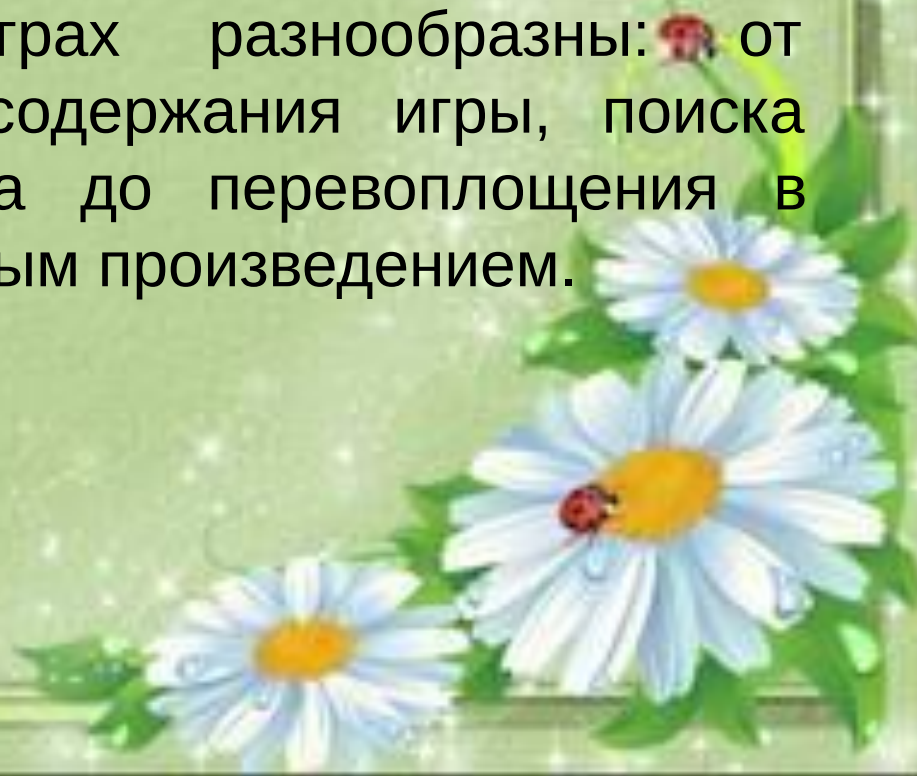 трах разнообразны: от
содержания игры, поиска
а до перевоплощения в
ым произведением.